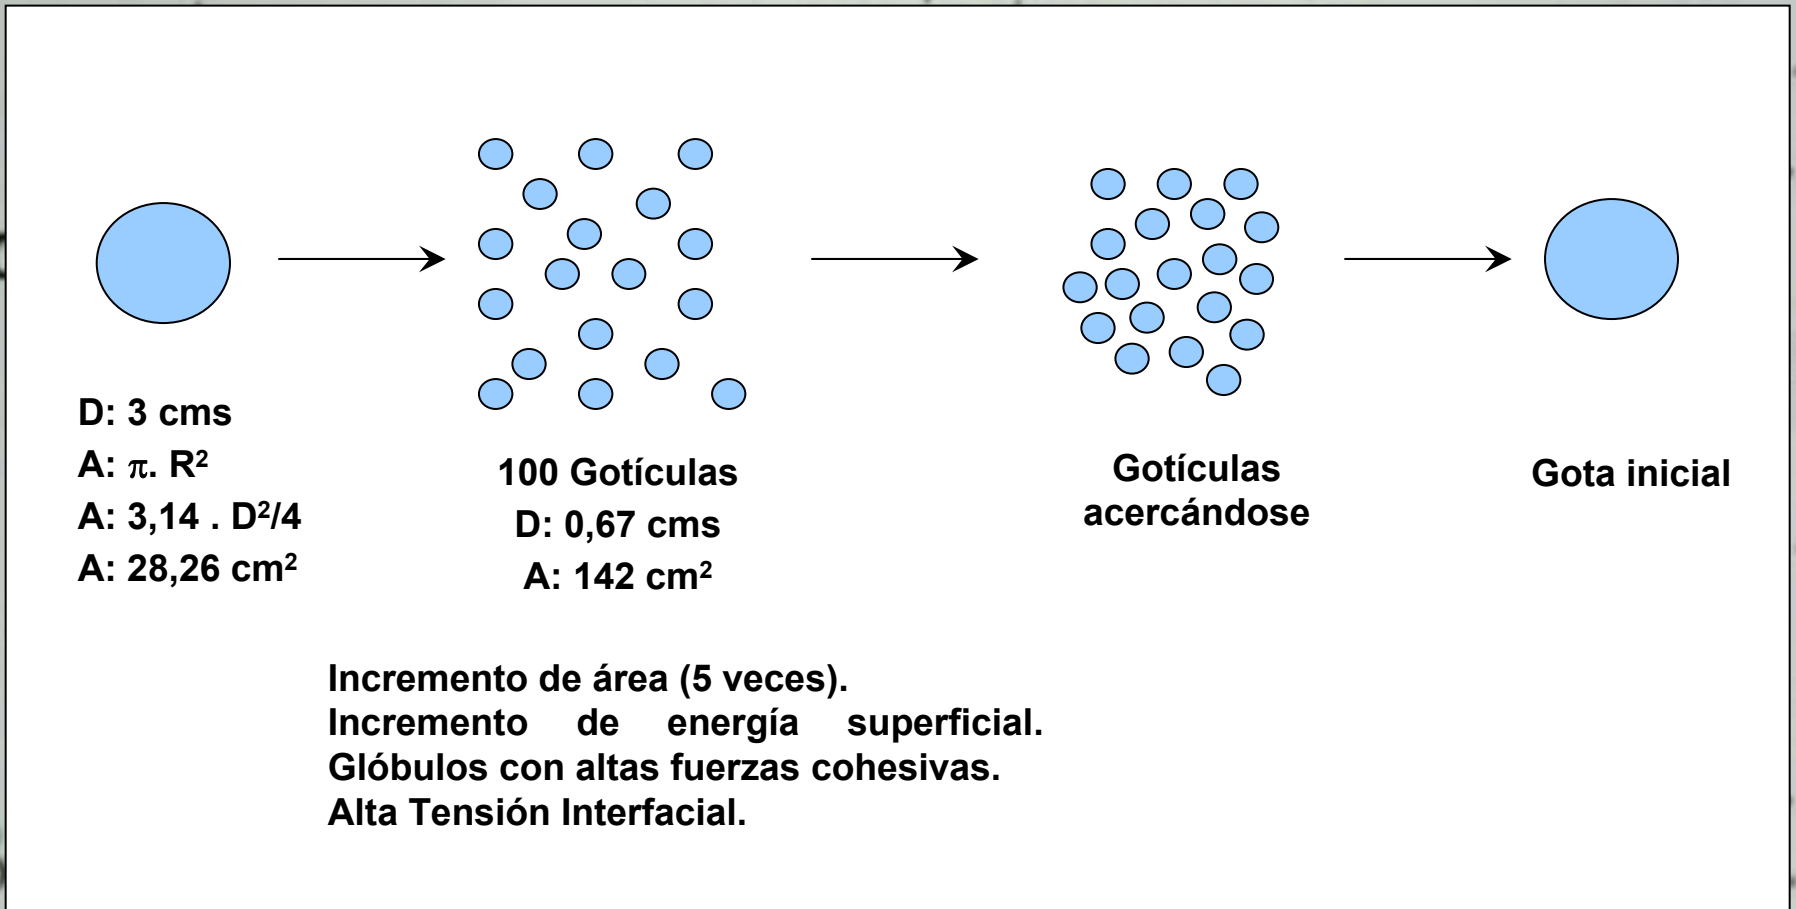 D: 3 cms
A: π. R²
A: 3,14 . D²/4
A: 28,26 cm²
100 Gotículas
D: 0,67 cms
A: 142 cm²
Gotículas
acercándose
Gota inicial
Incremento de área (5 veces).
Incremento de energía superficial.
Glóbulos con altas fuerzas cohesivas.
Alta Tensión Interfacial.